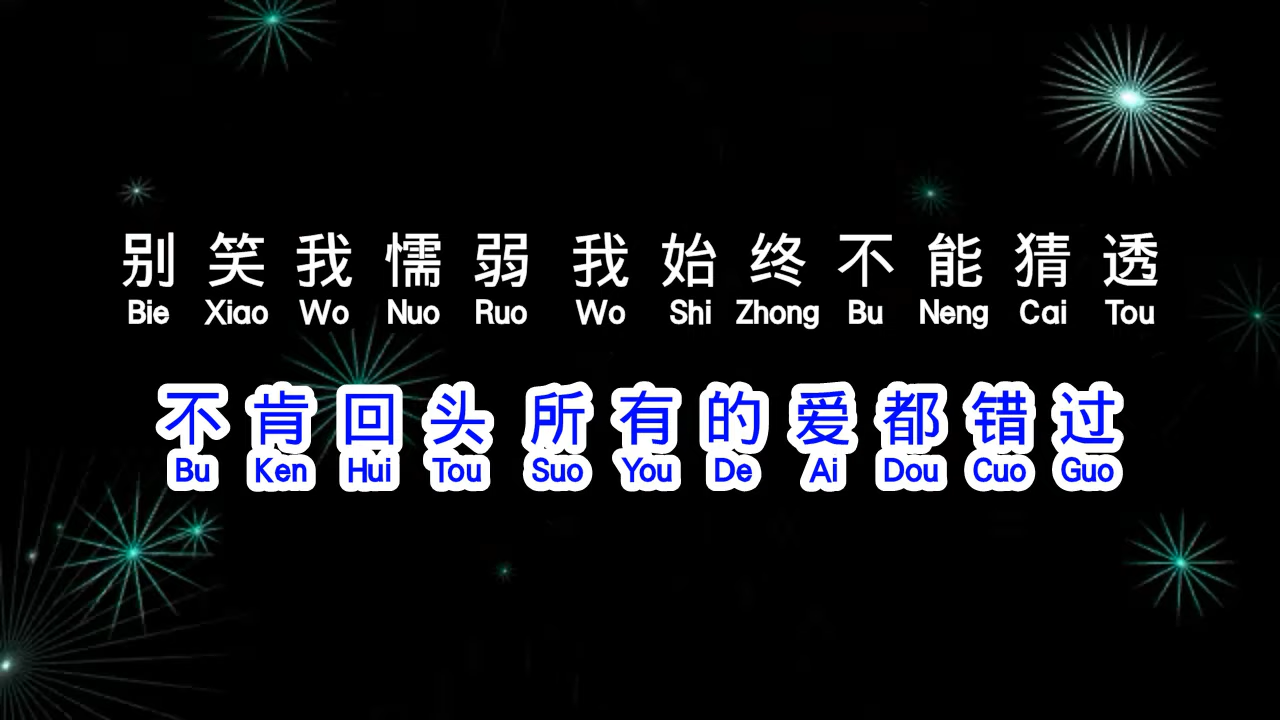 别 笑 我 懦 弱 我 始 终 不 能 猜 透
Bie Xiao Wo Nuo Ruo Wo Shi Zhong Bu Neng Cai Tou
不 肯 回 头 所 有 的 爱 都 错 过
Bu Ken Hui Tou Suo You De Ai Dou Cuo Guo